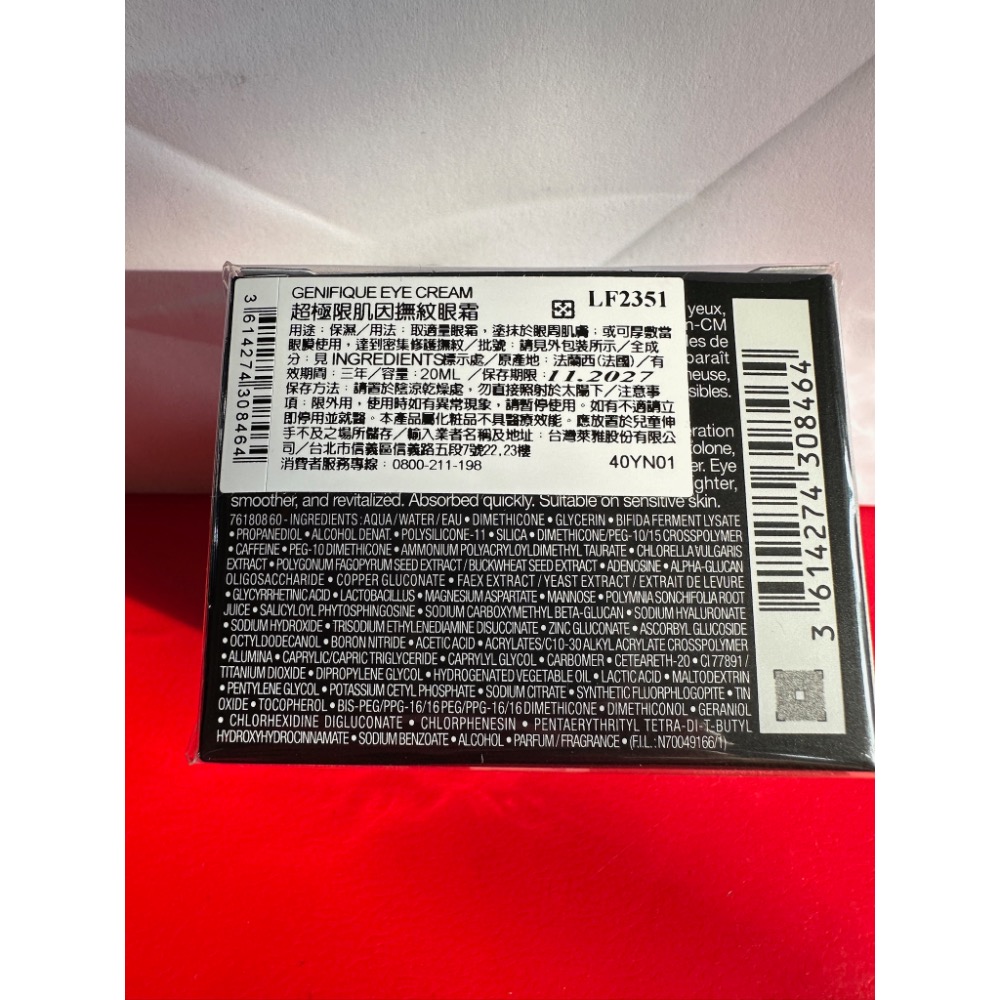 GENIFIQUE EYE CREAM
LF2351
超極限肌因撫紋眼霜
用途：保濕／用法：取適量眼霜，塗抹於眼周肌膚；或可厚敷當
眼膜使用，達到密集修護撫紋／批號：請見外包裝所示／全成
分：見 INGREDIENTS標示處／原產地：法蘭西(法國)／有
效期間：三年／容量：20ML ／保存期限：11.2027
保存方法：請置於陰涼乾燥處，勿直接照射於太陽下／注意事
項：限外用，使用時如有異常現象，請暫停使用。如有不適請立
即停用並就醫。本產品屬化粧品不具醫療效能。應放置於兒童伸
手不及之場所儲存／輸入業者名稱及地址：台灣萊雅股份有限公
司／台北市信義區信義路五段7號22,23樓
消費者服務專線：0800-211-198
40YN01
3 614274 308464
yeux,
n-CM
les de
paraît
neuse,
sibles.
eration
tolone,
er. Eye
ghter,
smoother, and revitalized. Absorbed quickly. Suitable on sensitive skin.
761808 60 - INGREDIENTS : AQUA / WATER / EAU • DIMETHICONE • GLYCERIN • BIFIDA FERMENT LYSATE
• PROPANEDIOL • ALCOHOL DENAT. • POLYSILICONE-11 • SILICA • DIMETHICONE/PEG-10/15 CROSSPOLYMER
• CAFFEINE • PEG-10 DIMETHICONE • AMMONIUM POLYACRYLOYLDIMETHYL TAURATE • CHLORELLA VULGARIS
EXTRACT • POLYGONUM FAGOPYRUM SEED EXTRACT / BUCKWHEAT SEED EXTRACT • ADENOSINE • ALPHA-GLUCAN
OLIGOSACCHARIDE • COPPER GLUCONATE • FAEX EXTRACT / YEAST EXTRACT / EXTRAIT DE LEVURE
• GLYCYRRHETINIC ACID • LACTOBACILLUS • MAGNESIUM ASPARTATE • MANNOSE • POLYMNIA SONCHIFOLIA ROOT
JUICE • SALICYLOYL PHYTOSPHINGOSINE • SODIUM CARBOXYMETHYL BETA-GLUCAN • SODIUM HYALURONATE
• SODIUM HYDROXIDE • TRISODIUM ETHYLENEDIAMINE DISUCCINATE • ZINC GLUCONATE • ASCORBYL GLUCOSIDE
• OCTYLDODECANOL • BORON NITRIDE • ACETIC ACID • ACRYLATES/C10-30 ALKYL ACRYLATE CROSSPOLYMER
• ALUMINA • CAPRYLIC/CAPRIC TRIGLYCERIDE • CAPRYLYL GLYCOL • CARBOMER • CETEARETH-20 • CI 77891 /
TITANIUM DIOXIDE • DIPROPYLENE GLYCOL • HYDROGENATED VEGETABLE OIL • LACTIC ACID • MALTODEXTRIN
• PENTYLENE GLYCOL • POTASSIUM CETYL PHOSPHATE • SODIUM CITRATE • SYNTHETIC FLUORPHLOGOPITE • TIN
OXIDE • TOCOPHEROL • BIS-PEG/PPG-16/16 PEG/PPG-16/16 DIMETHICONE • DIMETHICONOL • GERANIOL
• CHLORHEXIDINE DIGLUCONATE • CHLORPHENESIN • PENTAERYTHRITYL TETRA-DI-T-BUTYL
HYDROXYHYDROCINNAMATE • SODIUM BENZOATE • ALCOHOL • PARFUM / FRAGRANCE • (F.I.L. : N70049166/1)
3 614274 308464